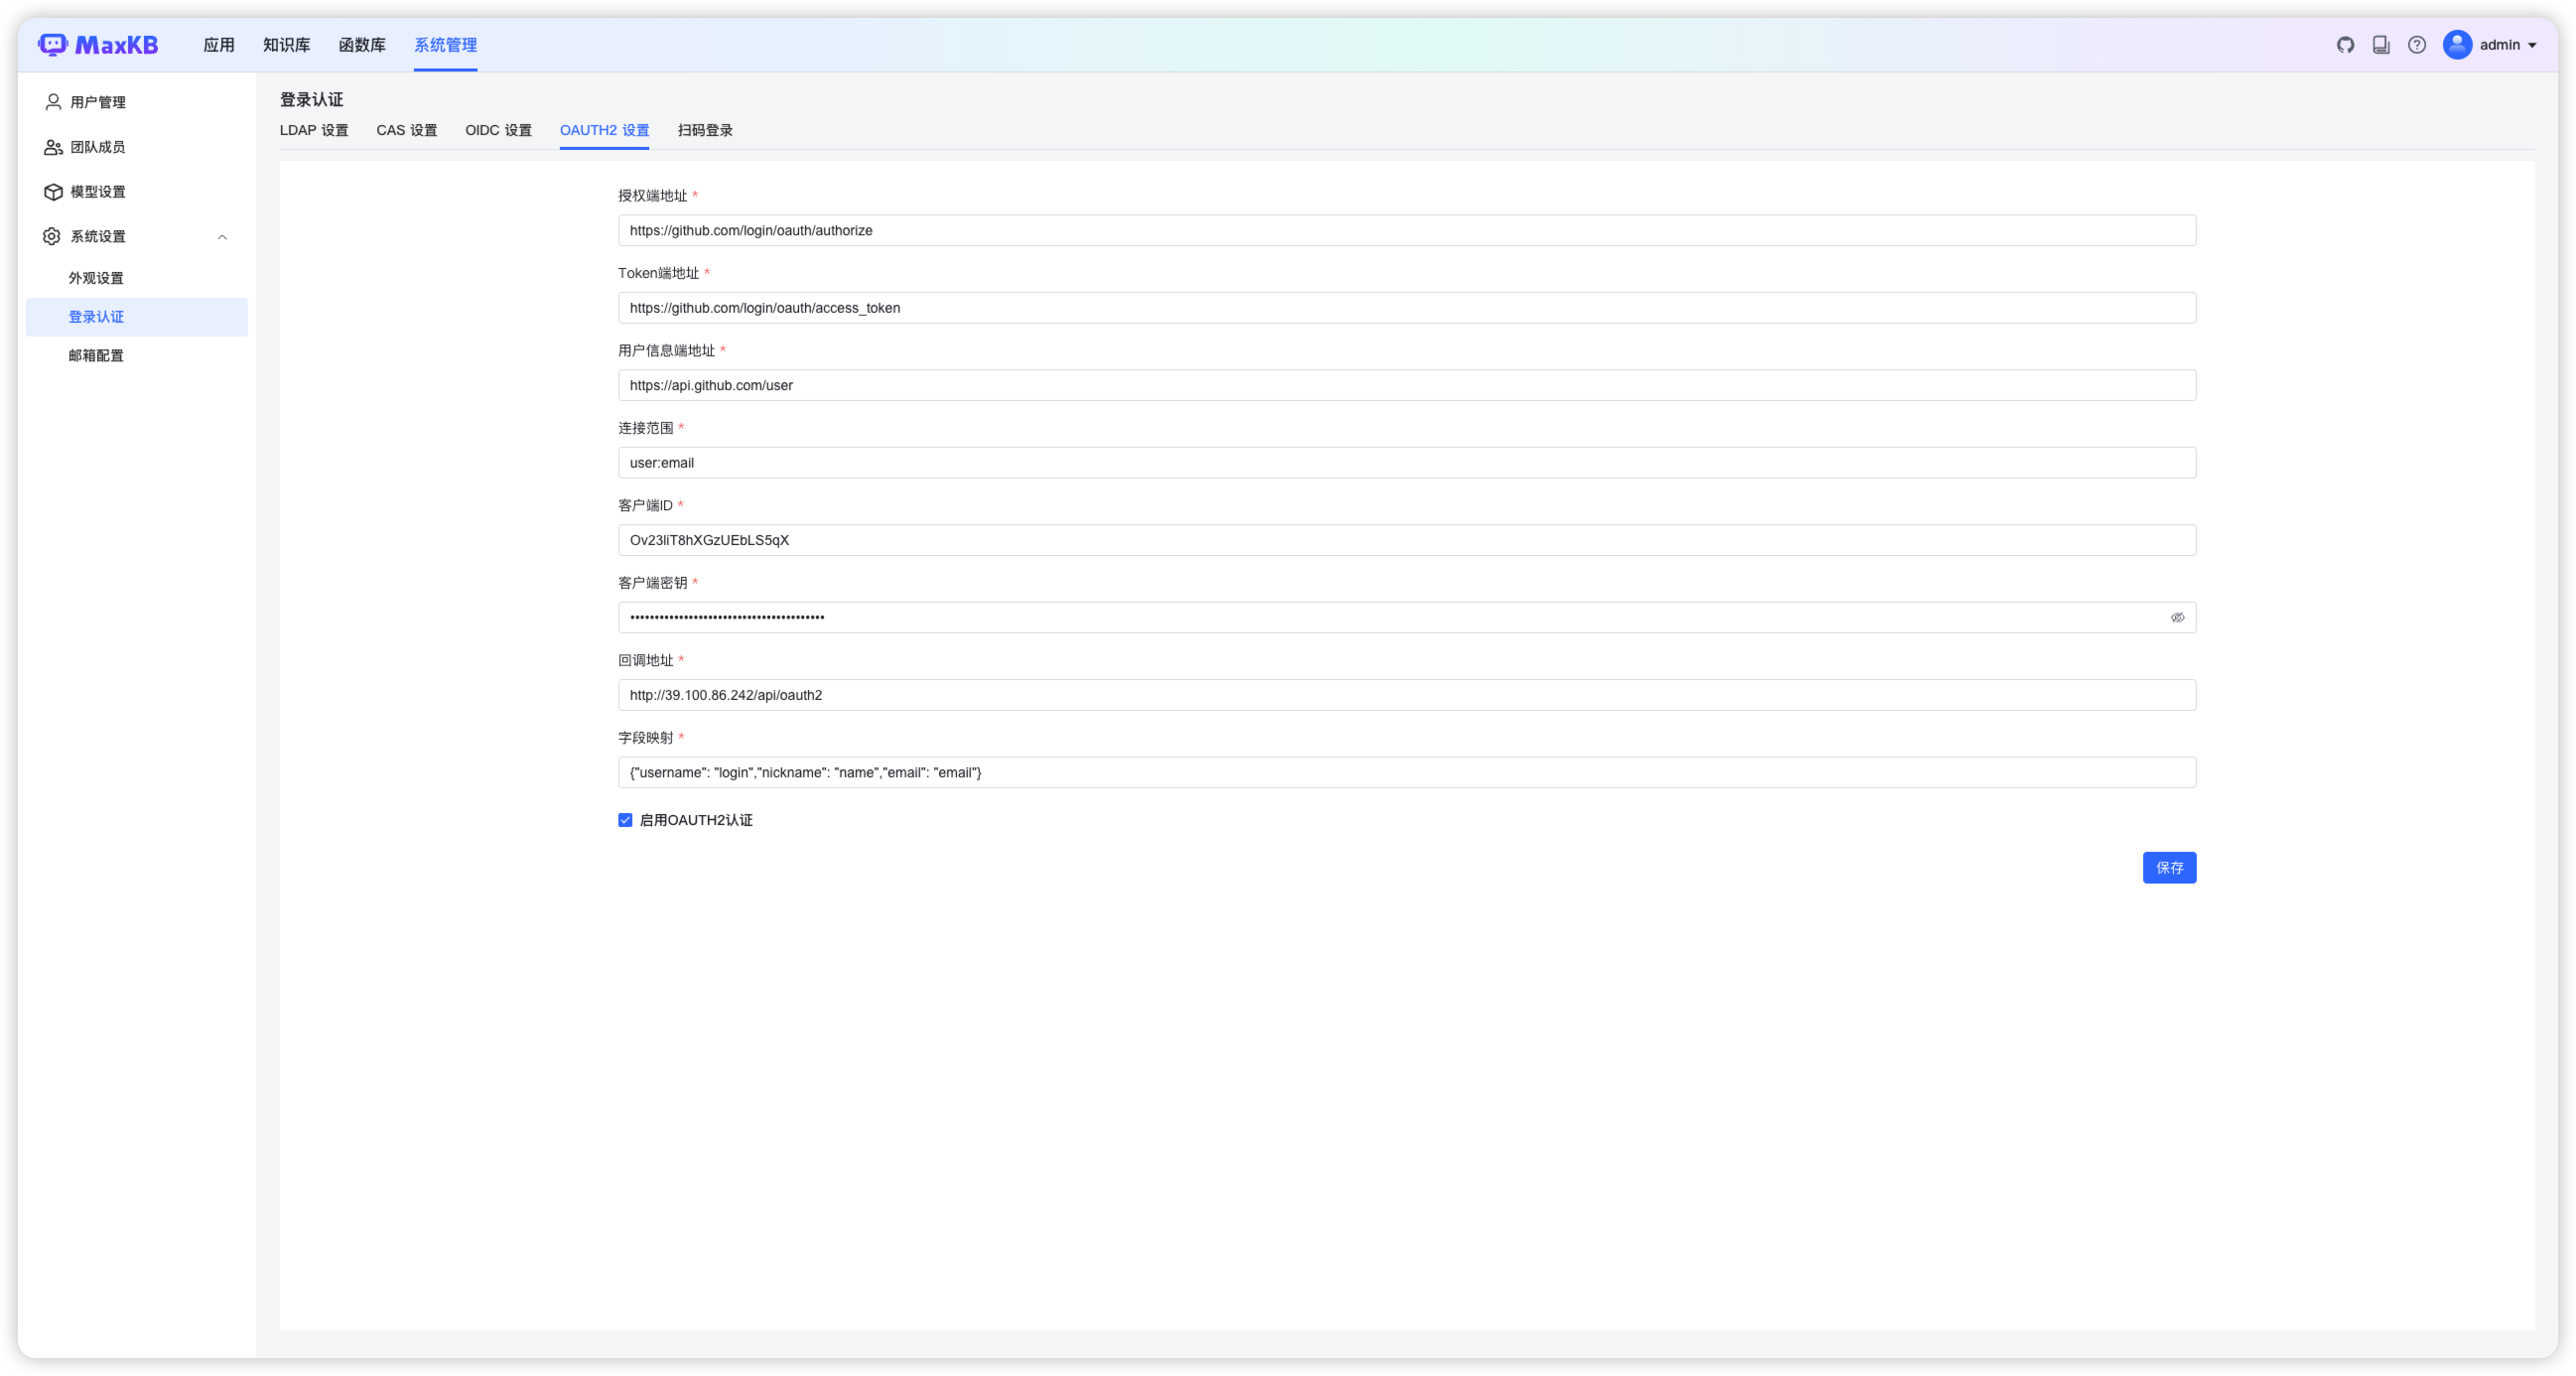 MaxKB 应用 知识库 函数库 系统管理 admin
用户管理
团队成员
模型设置
系统设置
外观设置
登录认证
邮箱配置
登录认证
LDAP 设置 CAS 设置 OIDC 设置 OAUTH2 设置 扫码登录
授权端地址 *
https://github.com/login/oauth/authorize
Token端地址 *
https://github.com/login/oauth/access_token
用户信息端地址 *
https://api.github.com/user
连接范围 *
user:email
客户端ID *
Ov23liT8hXGzUEbLS5qX
客户端密钥 *
••••••••••••••••••••••••••••••••••••••••
回调地址 *
http://39.100.86.242/api/oauth2
字段映射 *
{"username": "login","nickname": "name","email": "email"}
启用OAUTH2认证
保存